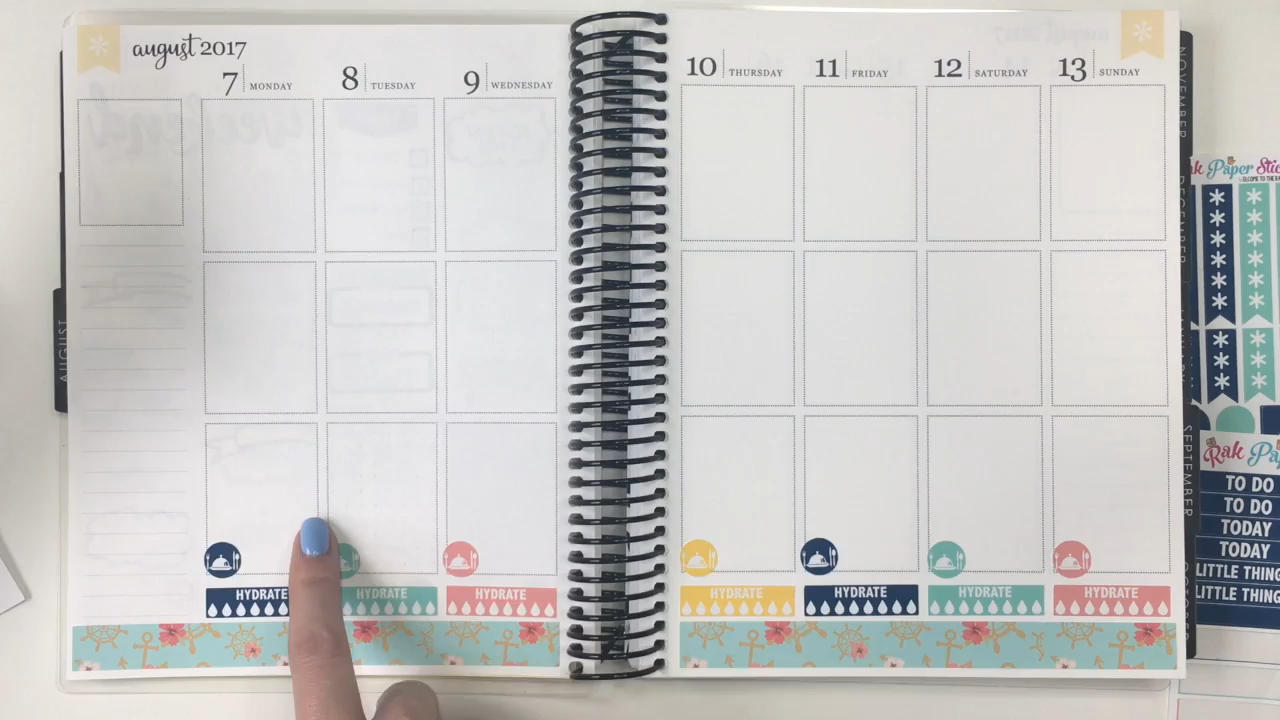 august 2017
7 MONDAY
8 TUESDAY
9 WEDNESDAY
10 THURSDAY
11 FRIDAY
12 SATURDAY
13 SUNDAY
HYDRATE
HYDRATE
HYDRATE
HYDRATE
HYDRATE
HYDRATE
HYDRATE
AUGUST
NOVEMBER
DECEMBER
SEPTEMBER
OCTOBER
Paper
Rak
TO DO
TO DO
TODAY
TODAY
LITTLE THING
LITTLE THING